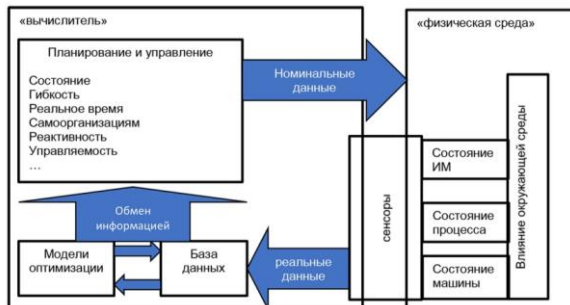 «вычислитель»
Планирование и управление
Состояние
Гибкость
Реальное время
Самоорганизациям
Реактивность
Управляемость
...
Номинальные
данные
Обмен
информацией
Модели
оптимизации
База
данных
реальные
данные
«физическая среда»
сенсоры
Состояние
ИМ
Состояние
процесса
Состояние
машины
Влияние окружающей среды